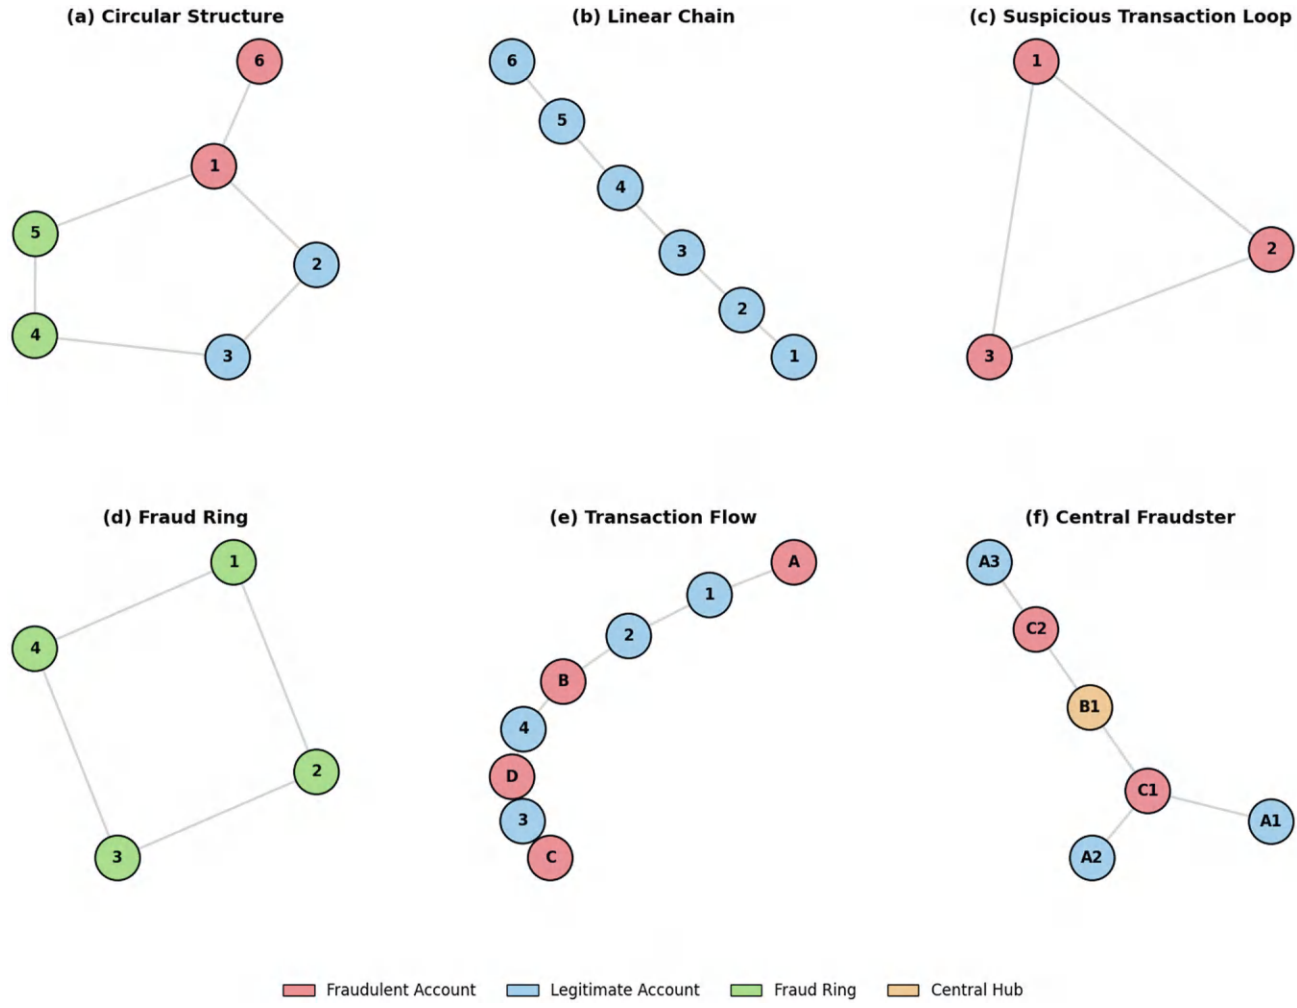 (a) Circular Structure
6
1
5
2
4
3
(b) Linear Chain
6
5
4
3
2
1
(c) Suspicious Transaction Loop
1
2
3
(d) Fraud Ring
1
4
2
3
(e) Transaction Flow
A
1
2
B
4
D
3
C
(f) Central Fraudster
A3
C2
B1
C1
A1
A2
Fraudulent Account
Legitimate Account
Fraud Ring
Central Hub